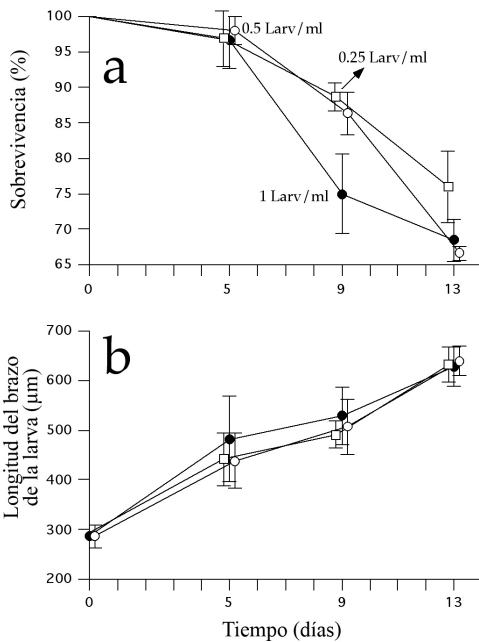 100
95
90
85
80
75
70
65
Sobrevivencia (%)
a
0.5 Larv/ml
0.25 Larv/ml
1 Larv/ml
0 5 9 13
700
600
500
400
300
200
Longitud del brazo
de la larva (µm)
b
0 5 9 13
Tiempo (días)